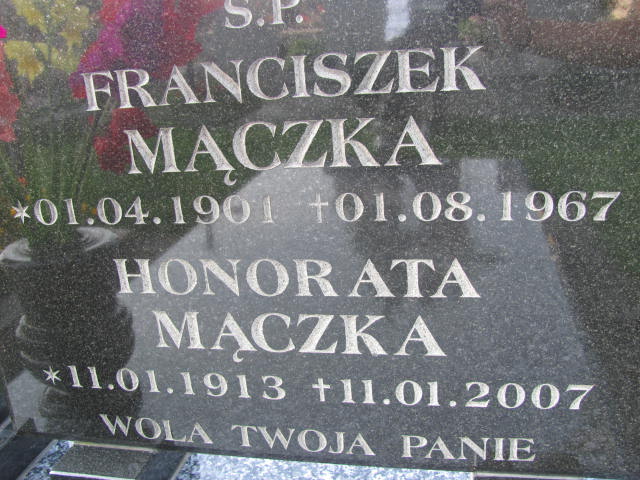 Ś.P.
FRANCISZEK
MĄCZKA
*01.04.1901 †01.08.1967
HONORATA
MĄCZKA
*11.01.1913 †11.01.2007
WOLA TWOJA PANIE